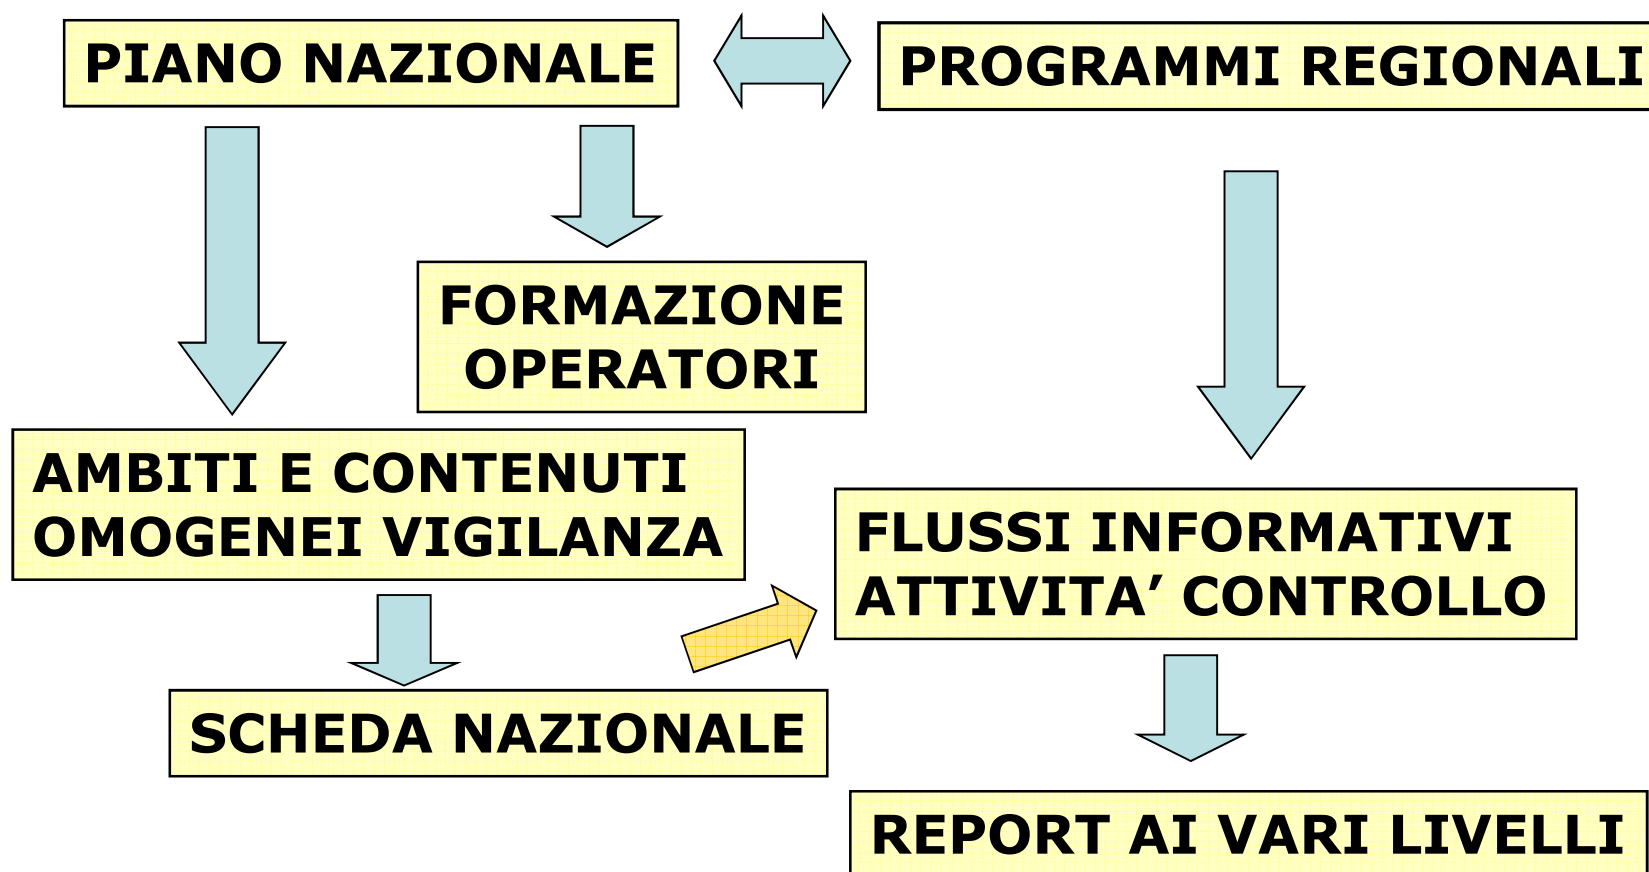 PIANO NAZIONALE
PROGRAMMI REGIONALI
FORMAZIONE
OPERATORI
AMBITI E CONTENUTI
OMOGENEI VIGILANZA
FLUSSI INFORMATIVI
ATTIVITA’ CONTROLLO
SCHEDA NAZIONALE
REPORT AI VARI LIVELLI